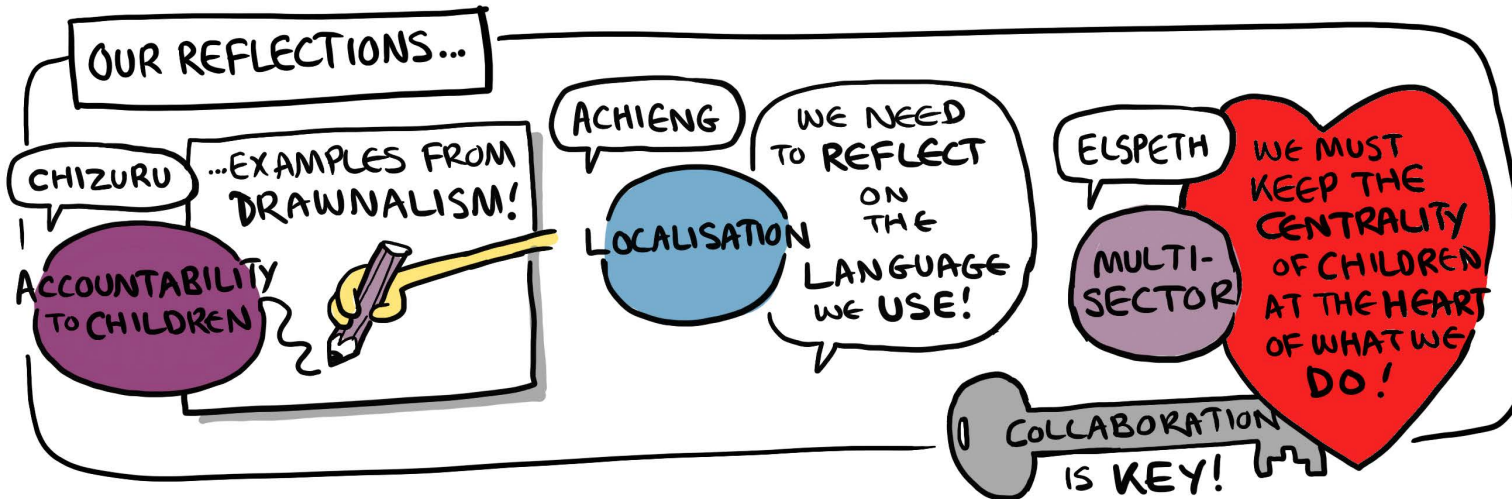 OUR REFLECTIONS...
CHIZURU
ACCOUNTABILITY
TO CHILDREN
...EXAMPLES FROM
DRAWNALISM!
ACHIENG
LOCALISATION
WE NEED
TO REFLECT
ON
THE
LANGUAGE
WE USE!
ELSPETH
MULTI-
SECTOR
WE MUST
KEEP THE
CENTRALITY
OF CHILDREN
AT THE HEART
OF WHAT WE
DO!
COLLABORATION
IS KEY!